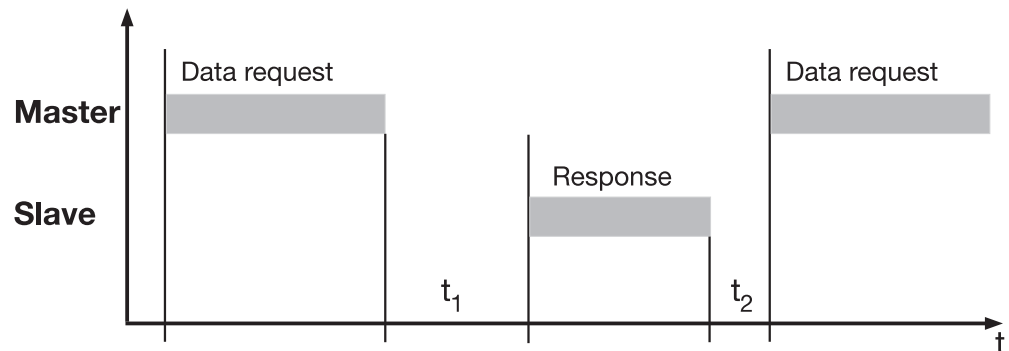 Data request
Data request
Master
Response
Slave
t₁
t₂
t